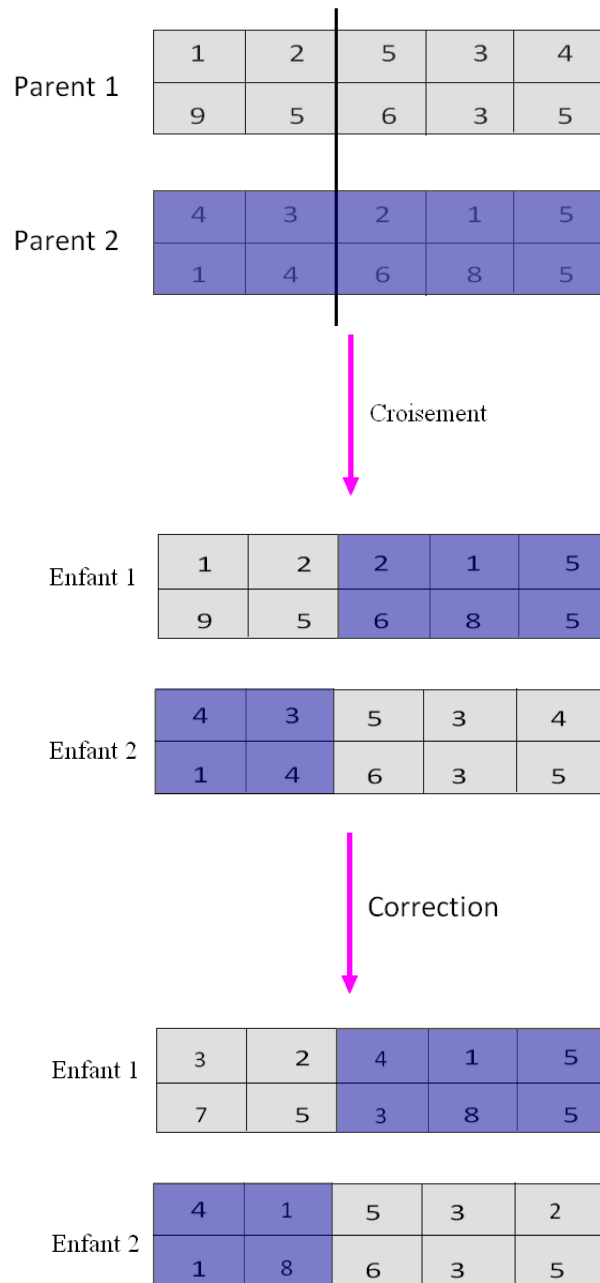 Parent 1
1 2 5 3 4
9 5 6 3 5
Parent 2
4 3 2 1 5
1 4 6 8 5
Croisement
Enfant 1
1 2 2 1 5
9 5 6 8 5
Enfant 2
4 3 5 3 4
1 4 6 3 5
Correction
Enfant 1
3 2 4 1 5
7 5 3 8 5
Enfant 2
4 1 5 3 2
1 8 6 3 5